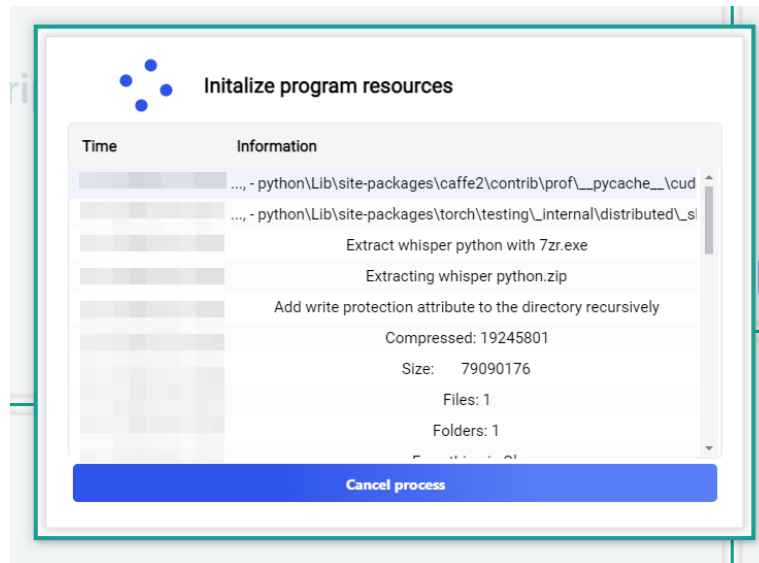 Initalize program resources
Time Information
..., - python\Lib\site-packages\caffe2\contrib\prof\__pycache__\cud
..., - python\Lib\site-packages\torch\testing\_internal\distributed\_s
Extract whisper python with 7zr.exe
Extracting whisper python.zip
Add write protection attribute to the directory recursively
Compressed: 19245801
Size: 79090176
Files: 1
Folders: 1
Cancel process